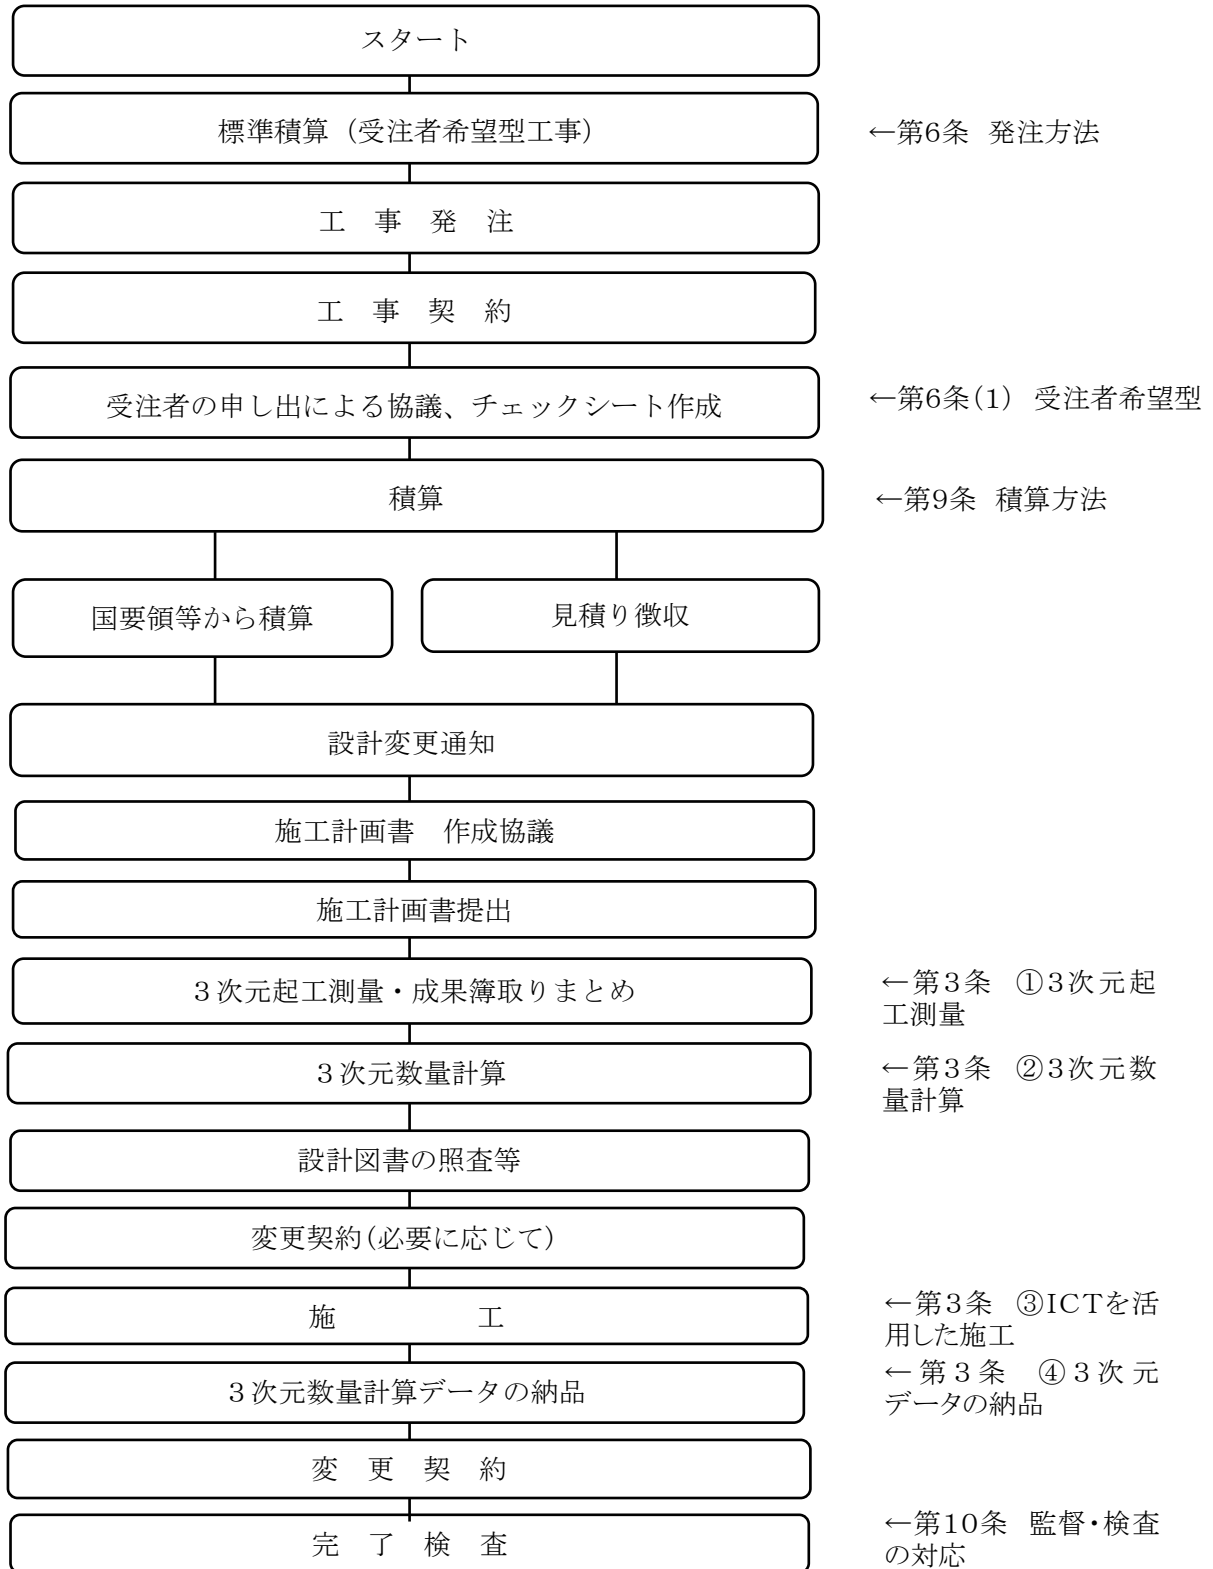 スタート
標準積算（受注者希望型工事）
←第6条 発注方法
工 事 発 注
工 事 契 約
受注者の申し出による協議、チェックシート作成
←第6条(1) 受注者希望型
積算
←第9条 積算方法
国要領等から積算
見積り徴収
設計変更通知
施工計画書 作成協議
施工計画書提出
３次元起工測量・成果簿取りまとめ
←第3条 ①3次元起
工測量
３次元数量計算
←第3条 ②3次元数
量計算
設計図書の照査等
変更契約(必要に応じて)
施 工
←第3条 ③ICTを活
用した施工
３次元数量計算データの納品
←第3条 ④3次元
データの納品
変 更 契 約
完 了 検 査
←第10条 監督・検査
の対応